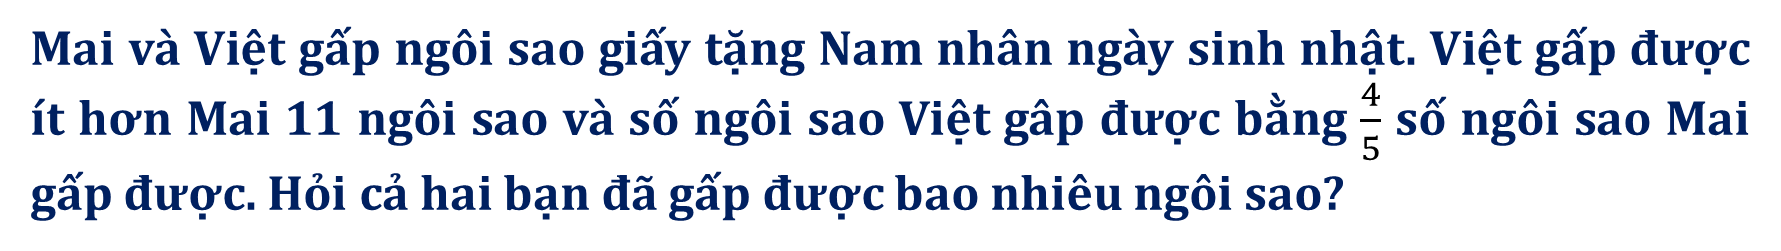 Mai và Việt gấp ngôi sao giấy tặng Nam nhân ngày sinh nhật. Việt gấp được
ít hơn Mai 11 ngôi sao và số ngôi sao Việt gâp được bằng 4/5 số ngôi sao Mai
gấp được. Hỏi cả hai bạn đã gấp được bao nhiêu ngôi sao?